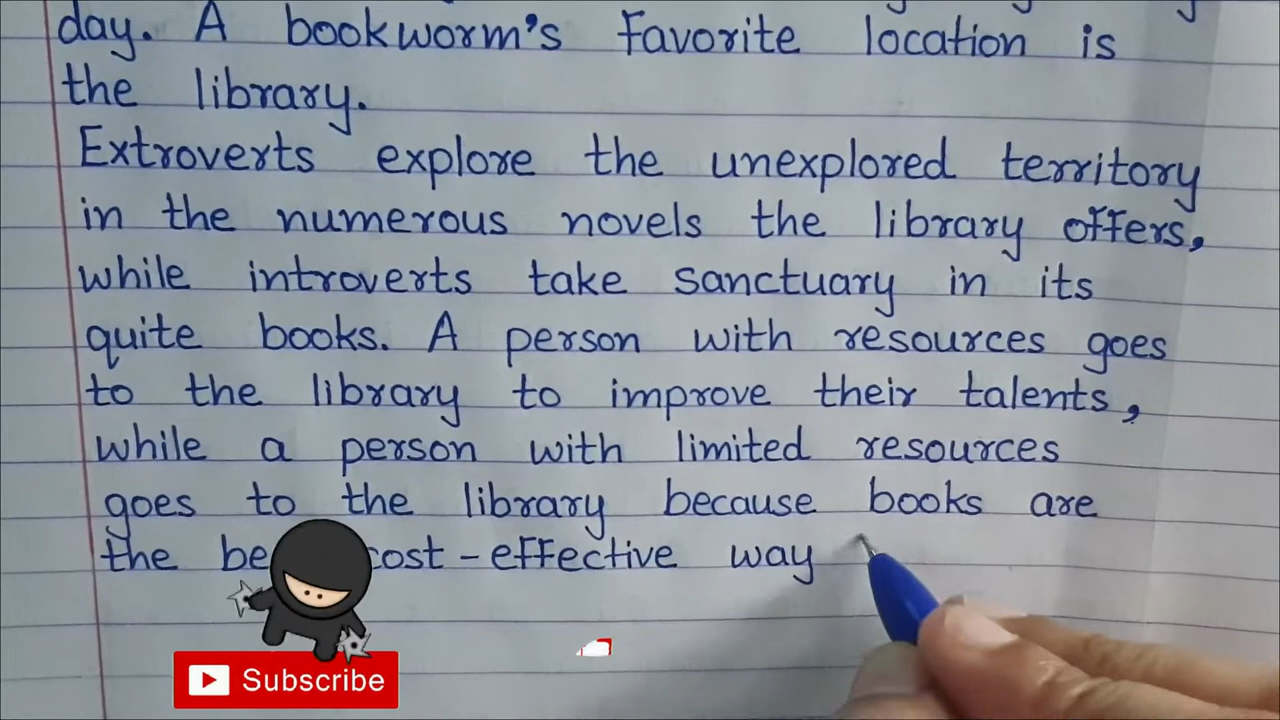 day. A bookworm's favorite location is
the library.
Extroverts explore the unexplored territory
in the numerous novels the library offers,
while introverts take sanctuary in its
quite books. A person with resources goes
to the library to improve their talents,
while a person with limited resources
goes to the library because books are
the cost-effective way
Subscribe